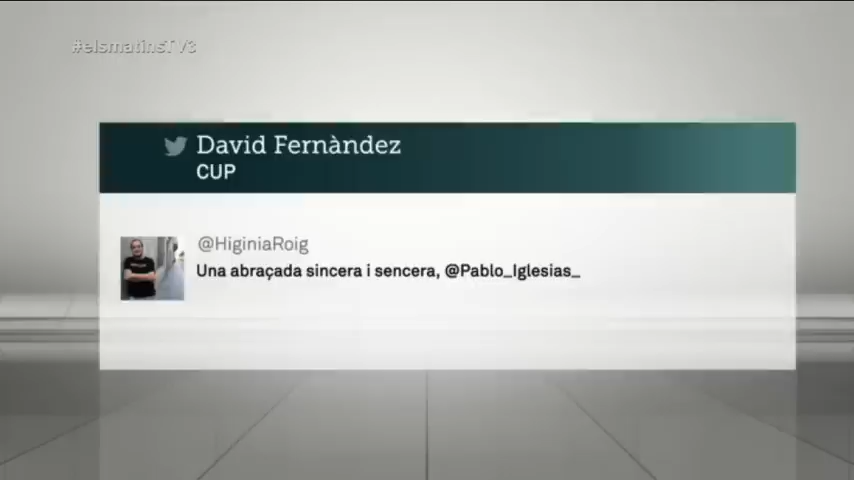 #elsmatinsTV3
David Fernàndez
CUP
@HiginiaRoig
Una abraçada sincera i sencera, @Pablo_Iglesias_